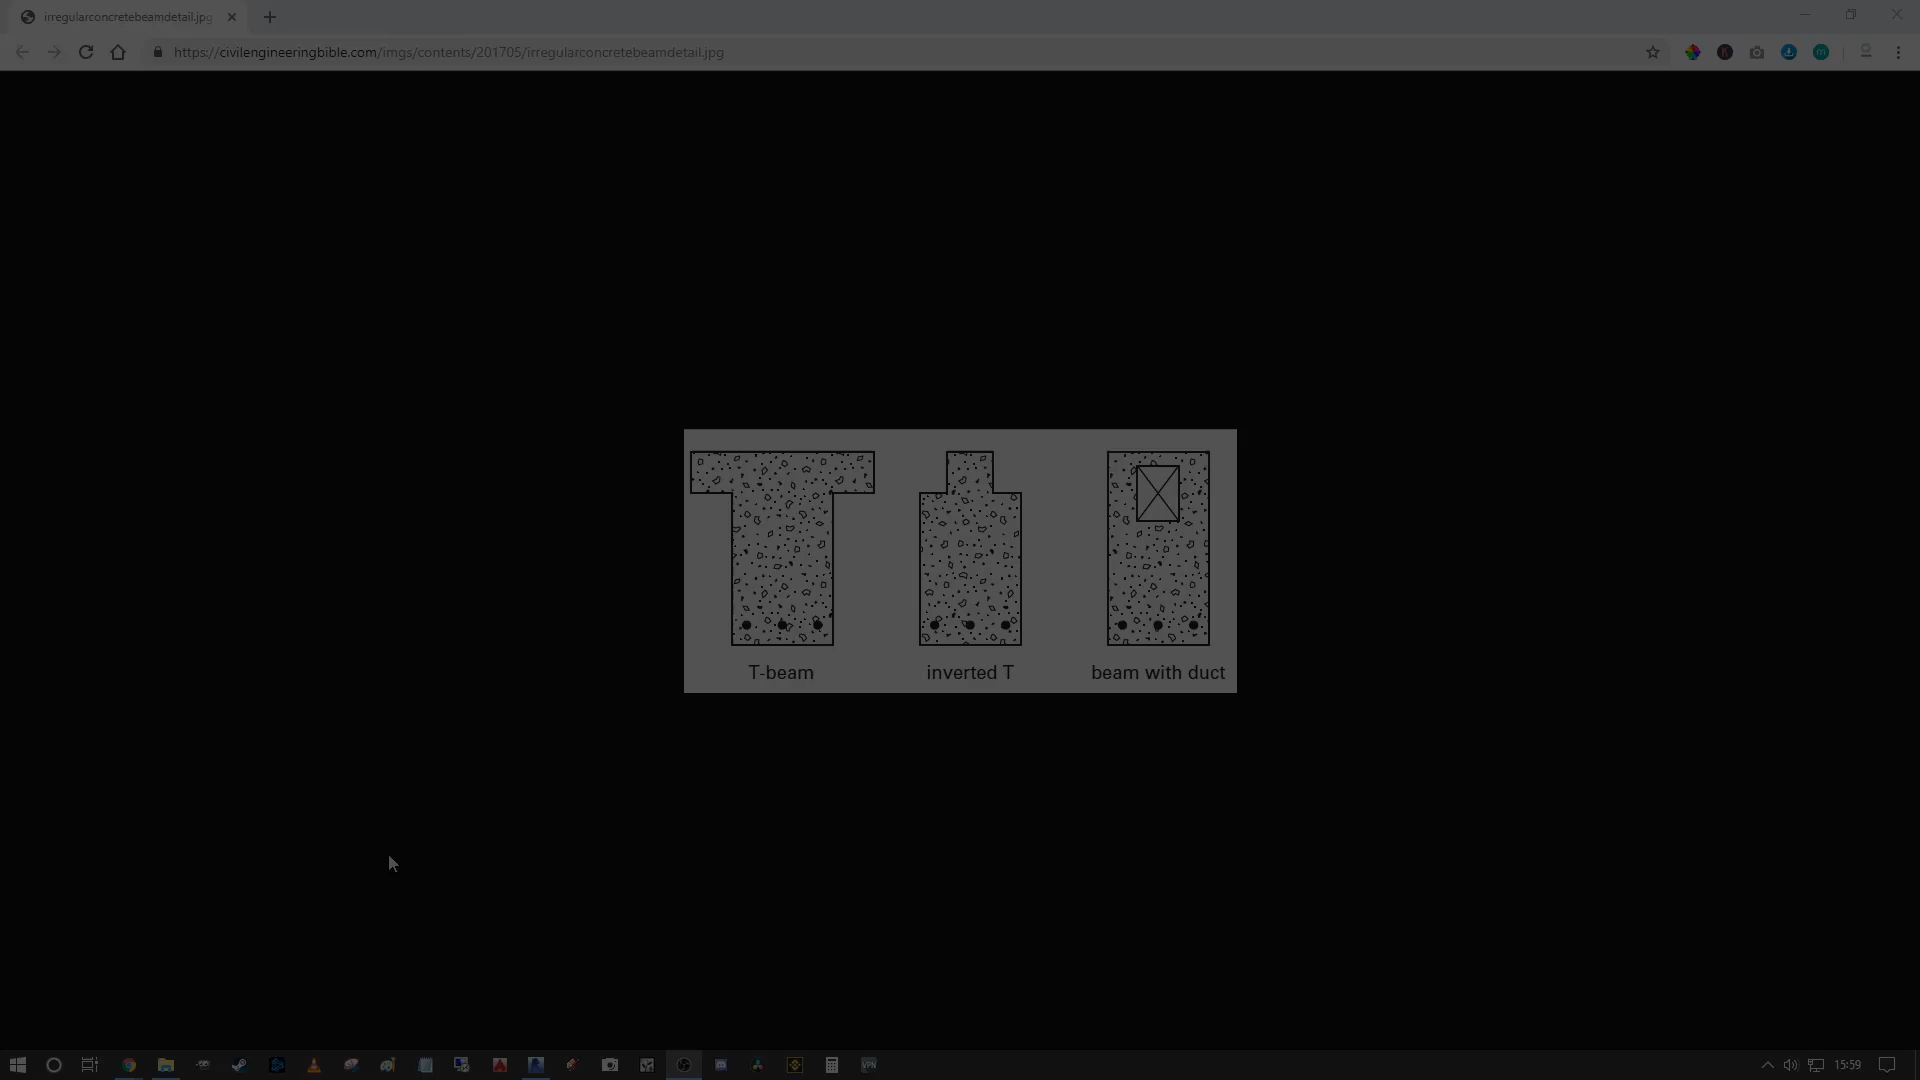 irregularconcretebeamdetail.jpg
https://civilengineeringbible.com/imgs/contents/201705/irregularconcretebeamdetail.jpg
T-beam
inverted T
beam with duct
15:59